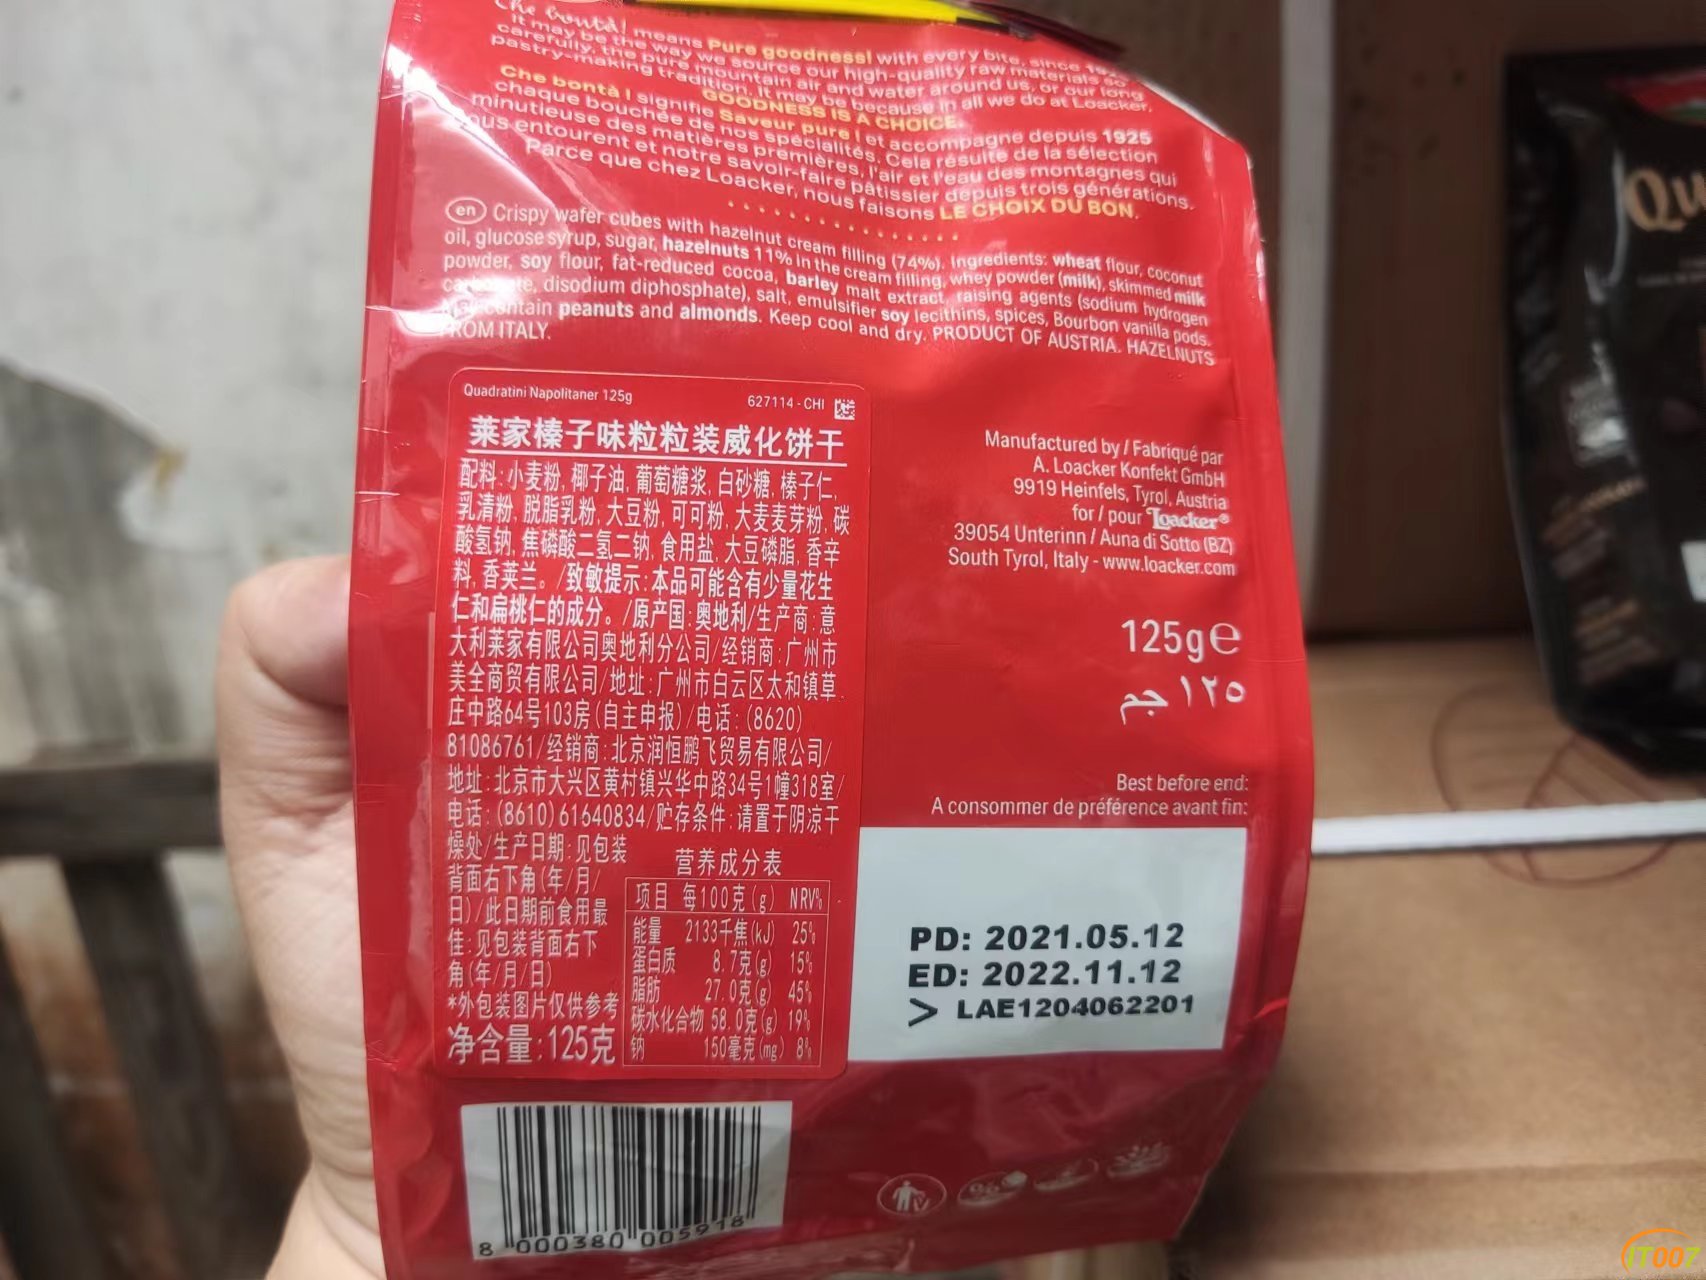 Che bontà! means Pure goodness! with every bite, since
It may be the way we source our high-quality raw materials so
carefully, the pure mountain air and water around us, or our long
pastry-making tradition. It may be because in all we do at Loacker,
GOODNESS IS A CHOICE.
Che bontà ! signifie Saveur pure ! et accompagne depuis 1925
chaque bouchée de nos spécialités. Cela résulte de la sélection
minutieuse des matières premières, l'air et l'eau des montagnes qui
nous entourent et notre savoir-faire pâtissier depuis trois générations.
Parce que chez Loacker, nous faisons LE CHOIX DU BON.
en Crispy wafer cubes with hazelnut cream filling (74%). Ingredients: wheat flour, coconut
oil, glucose syrup, sugar, hazelnuts 11% in the cream filling, whey powder (milk), skimmed milk
powder, soy flour, fat-reduced cocoa, barley malt extract, raising agents (sodium hydrogen
carbonate, disodium diphosphate), salt, emulsifier soy lecithins, spices, Bourbon vanilla pods.
May contain peanuts and almonds. Keep cool and dry. PRODUCT OF AUSTRIA. HAZELNUTS
FROM ITALY.
Quadratini Napolitaner 125g 627114 - CHI
莱家榛子味粒粒装威化饼干
配料:小麦粉, 椰子油, 葡萄糖浆, 白砂糖, 榛子仁,
乳清粉, 脱脂乳粉, 大豆粉, 可可粉, 大麦麦芽粉, 碳
酸氢钠, 焦磷酸二氢二钠, 食用盐, 大豆磷脂, 香辛
料, 香荚兰。/致敏提示:本品可能含有少量花生
仁和扁桃仁的成分。/原产国:奥地利/生产商:意
大利莱家有限公司奥地利分公司/经销商:广州市
美全商贸有限公司/地址:广州市白云区太和镇草
庄中路64号103房(自主申报)/电话:(8620)
81086761/经销商:北京润恒鹏飞贸易有限公司/
地址:北京市大兴区黄村镇兴华中路34号1幢318室/
电话:(8610)61640834/贮存条件:请置于阴凉干
燥处/生产日期:见包装
背面右下角(年/月/
日)/此日期前食用最
佳:见包装背面右下
角(年/月/日)
*外包装图片仅供参考
净含量:125克
营养成分表
项目 每100克(g) NRV%
能量 2133千焦(kJ) 25%
蛋白质 8.7克(g) 15%
脂肪 27.0克(g) 45%
碳水化合物 58.0克(g) 19%
钠 150毫克(mg) 8%
Manufactured by / Fabriqué par
A. Loacker Konfekt GmbH
9919 Heinfels, Tyrol, Austria
for / pour Loacker®
39054 Unterinn / Auna di Sotto (BZ)
South Tyrol, Italy - www.loacker.com
125g℮
١٢٥ جم
Best before end:
A consommer de préférence avant fin:
PD: 2021.05.12
ED: 2022.11.12
> LAE1204062201
8 000380 005918
Qu
IT007